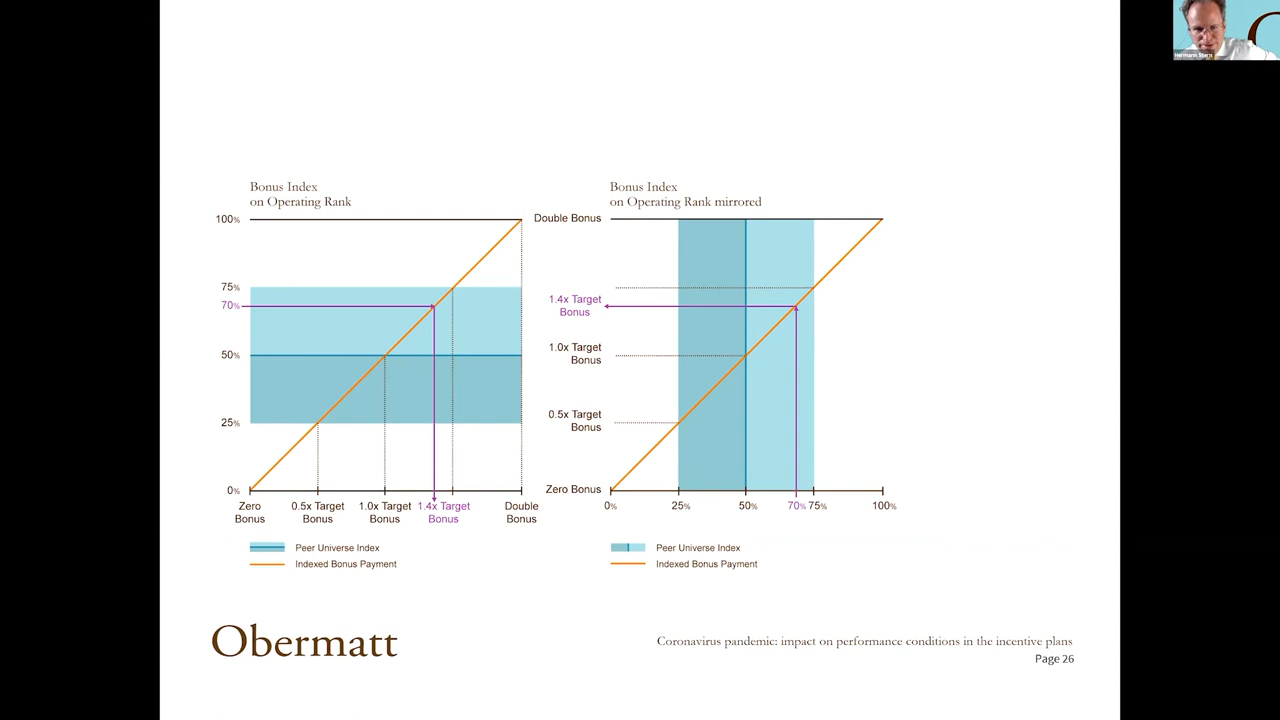 Hermann Stern
Bonus Index
on Operating Rank
100%
75%
70%
50%
25%
0%
Zero
Bonus
0.5x Target
Bonus
1.0x Target
Bonus
1.4x Target
Bonus
Double
Bonus
Peer Universe Index
Indexed Bonus Payment
Bonus Index
on Operating Rank mirrored
Double Bonus
1.4x Target
Bonus
1.0x Target
Bonus
0.5x Target
Bonus
Zero Bonus
0%
25%
50%
70%
75%
100%
Peer Universe Index
Indexed Bonus Payment
Obermatt
Coronavirus pandemic: impact on performance conditions in the incentive plans
Page 26